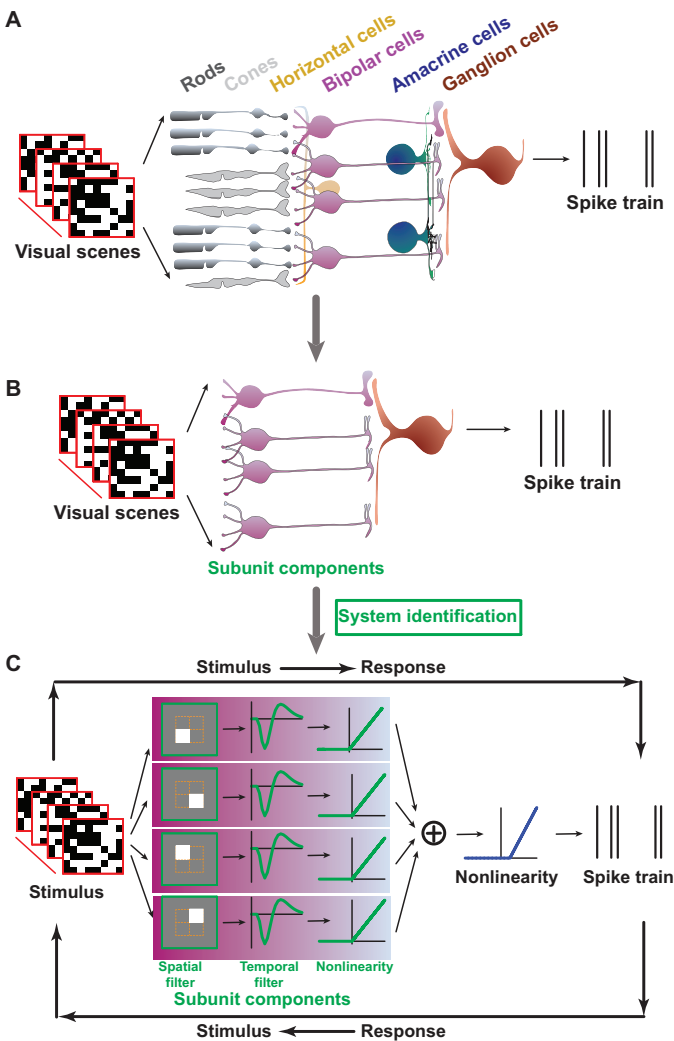 A
Rods
Cones
Horizontal cells
Bipolar cells
Amacrine cells
Ganglion cells
Visual scenes
Spike train
B
Visual scenes
Spike train
Subunit components
System identification
C
Stimulus
Response
Stimulus
Nonlinearity
Spike train
Spatial
filter
Temporal
filter
Nonlinearity
Subunit components
Stimulus
Response